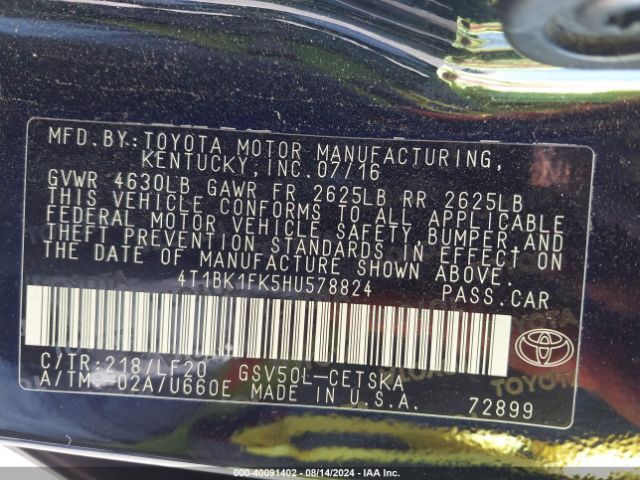 MFD.BY:TOYOTA MOTOR MANUFACTURING,
KENTUCKY, INC. 07/16
GVWR 4630LB GAWR FR 2625LB RR 2625LB
THIS VEHICLE CONFORMS TO ALL APPLICABLE
FEDERAL MOTOR VEHICLE SAFETY, BUMPER, AND
THEFT PREVENTION STANDARDS IN EFFECT ON
THE DATE OF MANUFACTURE SHOWN ABOVE.
4T1BK1FK5HU578824 PASS.CAR
C/TR:218/LF20 GSV50L-CETSKA
A/TM:-02A/U660E MADE IN U.S.A. 72899
TOYOTA
000-40091402 - 08/14/2024 - IAA Inc.